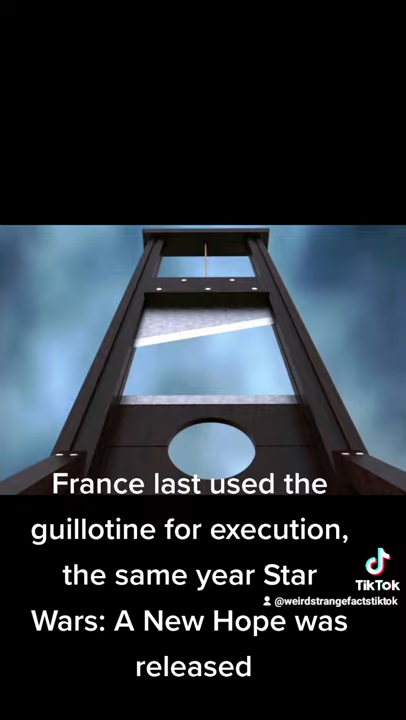 France last used the
guillotine for execution,
the same year Star
Wars: A New Hope was
released
TikTok
@weirdstrangefactstiktok